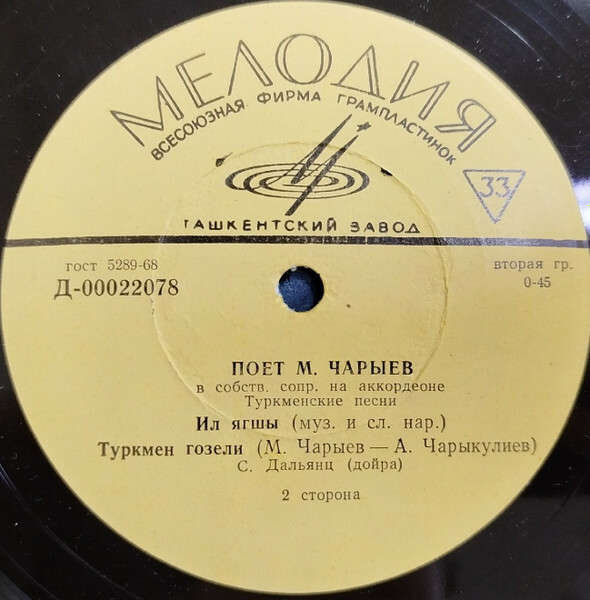 МЕЛОДИЯ
ВСЕСОЮЗНАЯ ФИРМА ГРАМПЛАСТИНОК
33
ТАШКЕНТСКИЙ ЗАВОД
гост 5289-68
Д-00022078
вторая гр.
0-45
ПОЕТ М. ЧАРЫЕВ
в собств. сопр. на аккордеоне
Туркменские песни
Ил ягшы (муз. и сл. нар.)
Туркмен гозели (М. Чарыев — А. Чарыкулиев)
С. Дальянц (дойра)
2 сторона